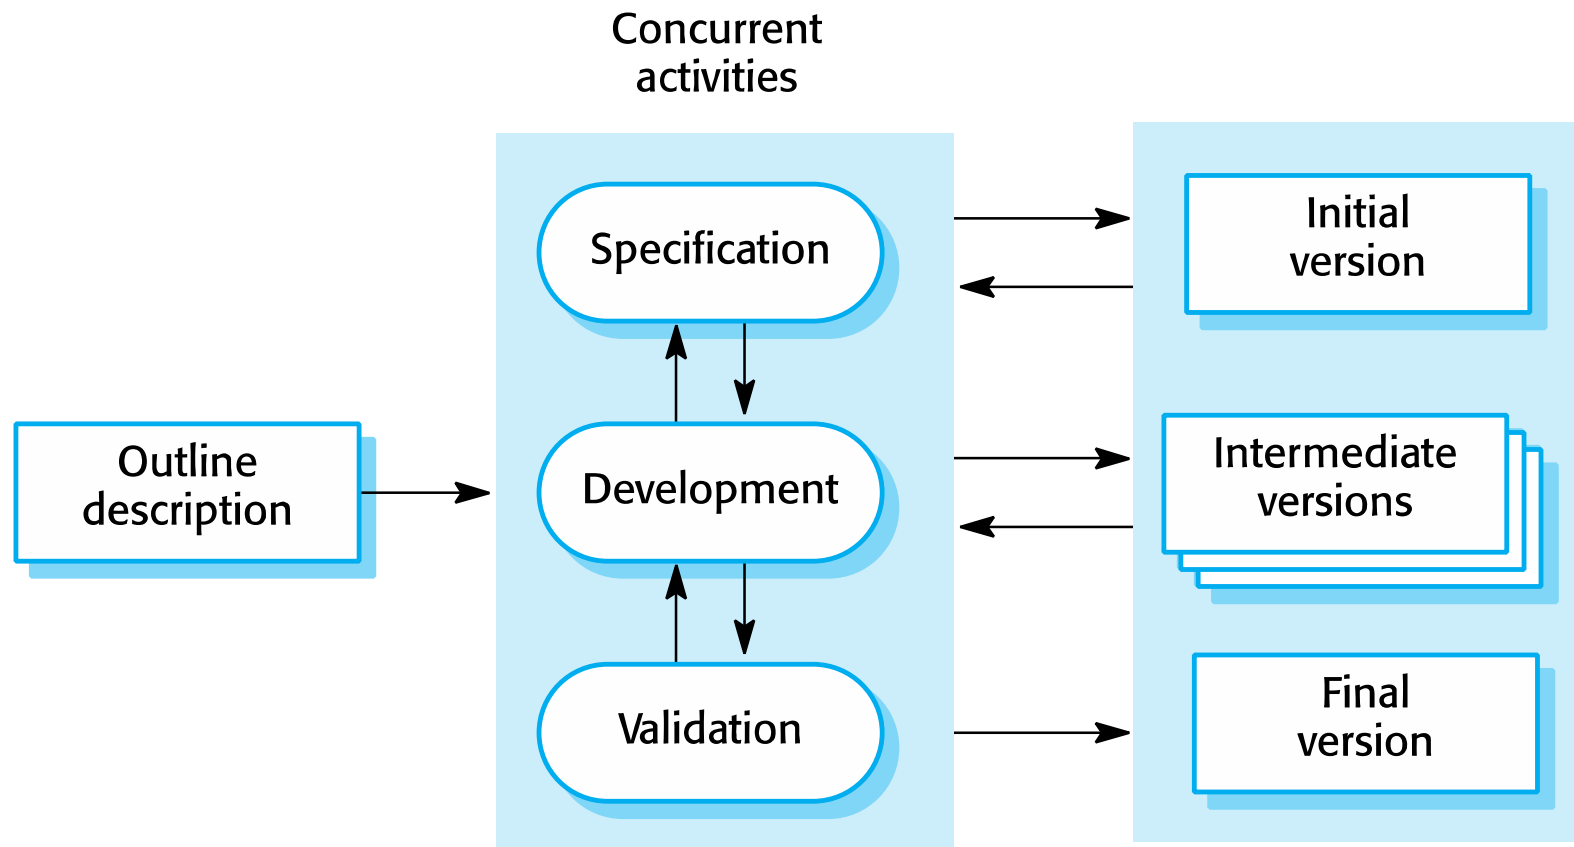 Concurrent
activities
Specification
Initial
version
Outline
description
Development
Intermediate
versions
Validation
Final
version